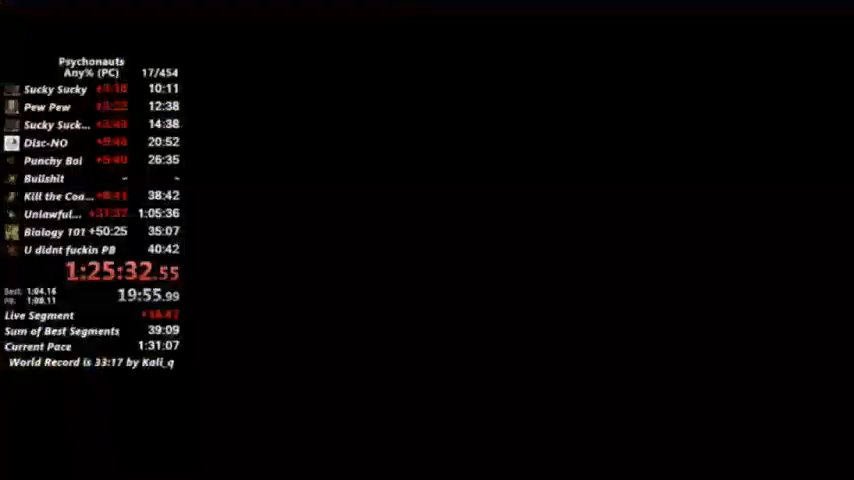 Psychonauts
Any% (PC) 17/454
Sucky Sucky 10:11
Pew Pew 12:38
Sucky Suck... 14:38
Disc-NO 20:52
Punchy Boi 26:35
Bullshit - -
Kill the Coa... 38:42
Unlawful... +31:37 1:05:36
Biology 101 +50:25 35:07
U didnt fuckin PB 40:42
1:25:32.55
Best: 1:04.16 19:55.99
PB: 1:08.11
Live Segment
Sum of Best Segments 39:09
Current Pace 1:31:07
World Record is 33:17 by Kali_q